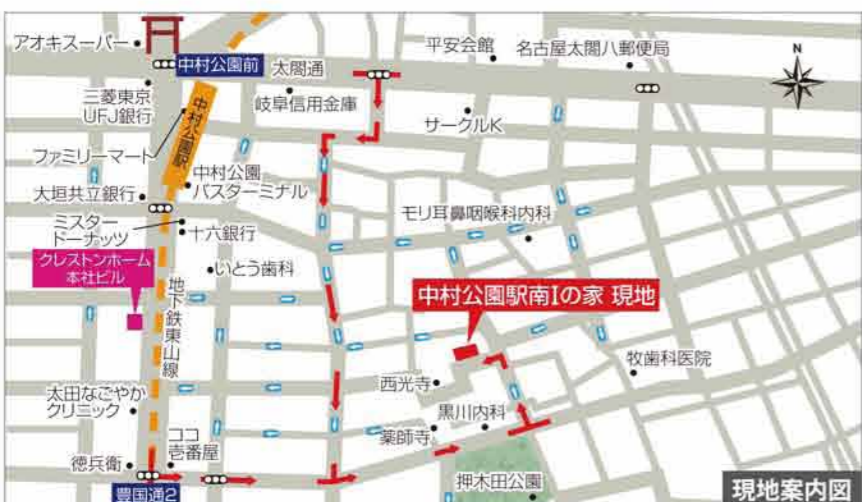 アオキスーパー
中村公園前
太閤通
平安会館
名古屋太閤八郵便局
N
三菱東京
UFJ銀行
岐阜信用金庫
サークルK
ファミリーマート
中村公園駅
中村公園
バスターミナル
大垣共立銀行
ミスター
ドーナッツ
十六銀行
モリ耳鼻咽喉科内科
クレストンホーム
本社ビル
いとう歯科
地下鉄東山線
中村公園駅南Iの家 現地
牧歯科医院
西光寺
太田なごやか
クリニック
黒川内科
薬師寺
ココ
壱番屋
徳兵衛
豊国通2
押木田公園
現地案内図